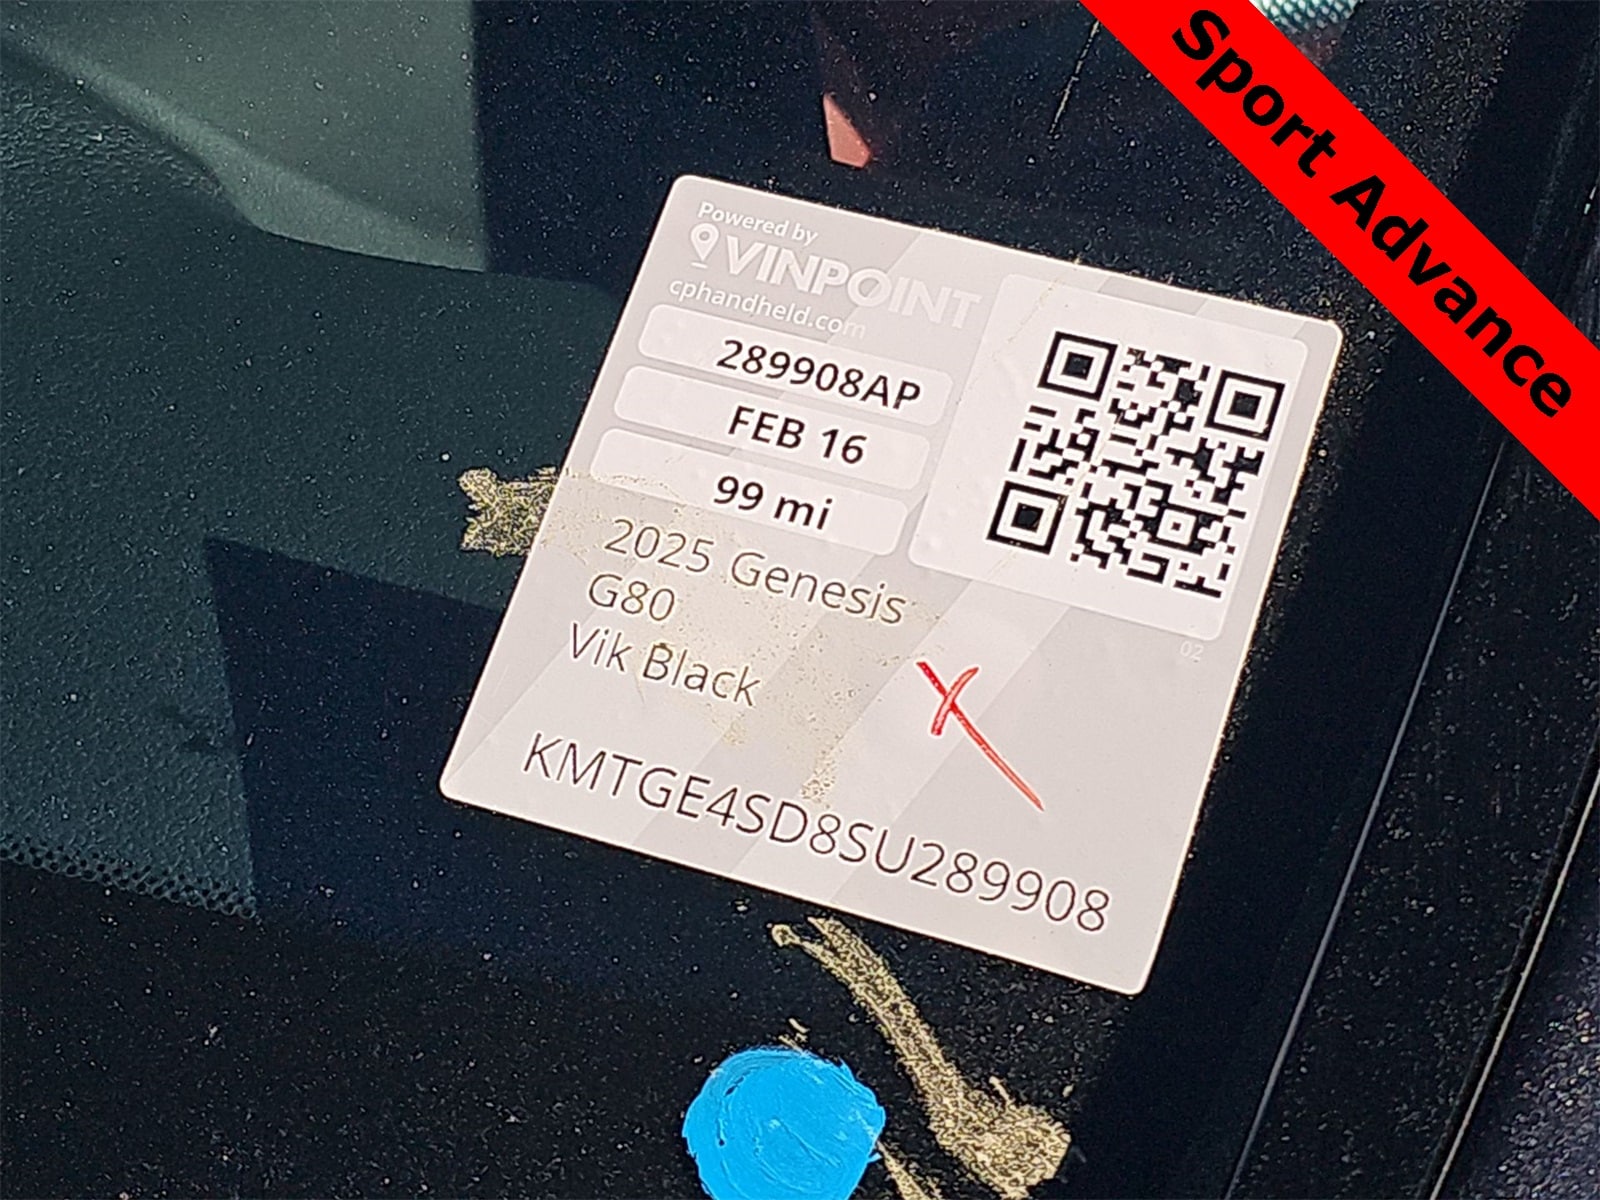 Sport Advance
Powered by
VINPOINT
cphandheld.com
289908AP
FEB 16
99 mi
2025 Genesis
G80
Vik Black
02
KMTGE4SD8SU289908